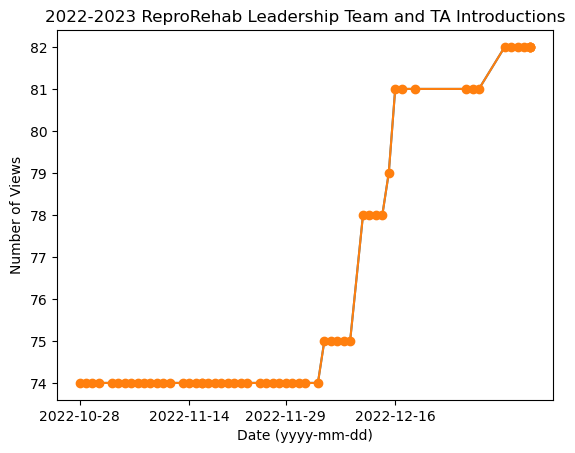 2022-2023 ReproRehab Leadership Team and TA Introductions
82
81
80
79
78
77
76
75
74
Number of Views
2022-10-28 2022-11-14 2022-11-29 2022-12-16
Date (yyyy-mm-dd)